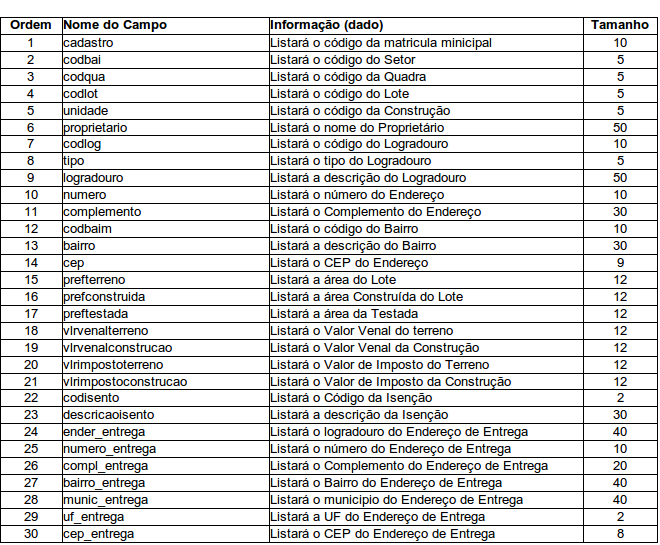 Ordem Nome do Campo Informação (dado) Tamanho
1 cadastro Listará o código da matricula minicipal 10
2 codbai Listará o código do Setor 5
3 codqua Listará o código da Quadra 5
4 codlot Listará o código do Lote 5
5 unidade Listará o código da Construção 5
6 proprietario Listará o nome do Proprietário 50
7 codlog Listará o código do Logradouro 10
8 tipo Listará o tipo do Logradouro 5
9 logradouro Listará a descrição do Logradouro 50
10 numero Listará o número do Endereço 10
11 complemento Listará o Complemento do Endereço 30
12 codbaim Listará o código do Bairro 10
13 bairro Listará a descrição do Bairro 30
14 cep Listará o CEP do Endereço 9
15 prefterreno Listará a área do Lote 12
16 prefconstruida Listará a área Construída do Lote 12
17 preftestada Listará a área da Testada 12
18 vlrvenalterreno Listará o Valor Venal do terreno 12
19 vlrvenalconstrucao Listará o Valor Venal da Construção 12
20 vlrimpostoterreno Listará o Valor de Imposto do Terreno 12
21 vlrimpostoconstrucao Listará o Valor de Imposto da Construção 12
22 codisento Listará o Código da Isenção 2
23 descricaoisento Listará a descrição da Isenção 30
24 ender_entrega Listará o logradouro do Endereço de Entrega 40
25 numero_entrega Listará o número do Endereço de Entrega 10
26 compl_entrega Listará o Complemento do Endereço de Entrega 20
27 bairro_entrega Listará o Bairro do Endereço de Entrega 40
28 munic_entrega Listará o municipio do Endereço de Entrega 40
29 uf_entrega Listará a UF do Endereço de Entrega 2
30 cep_entrega Listará o CEP do Endereço de Entrega 8